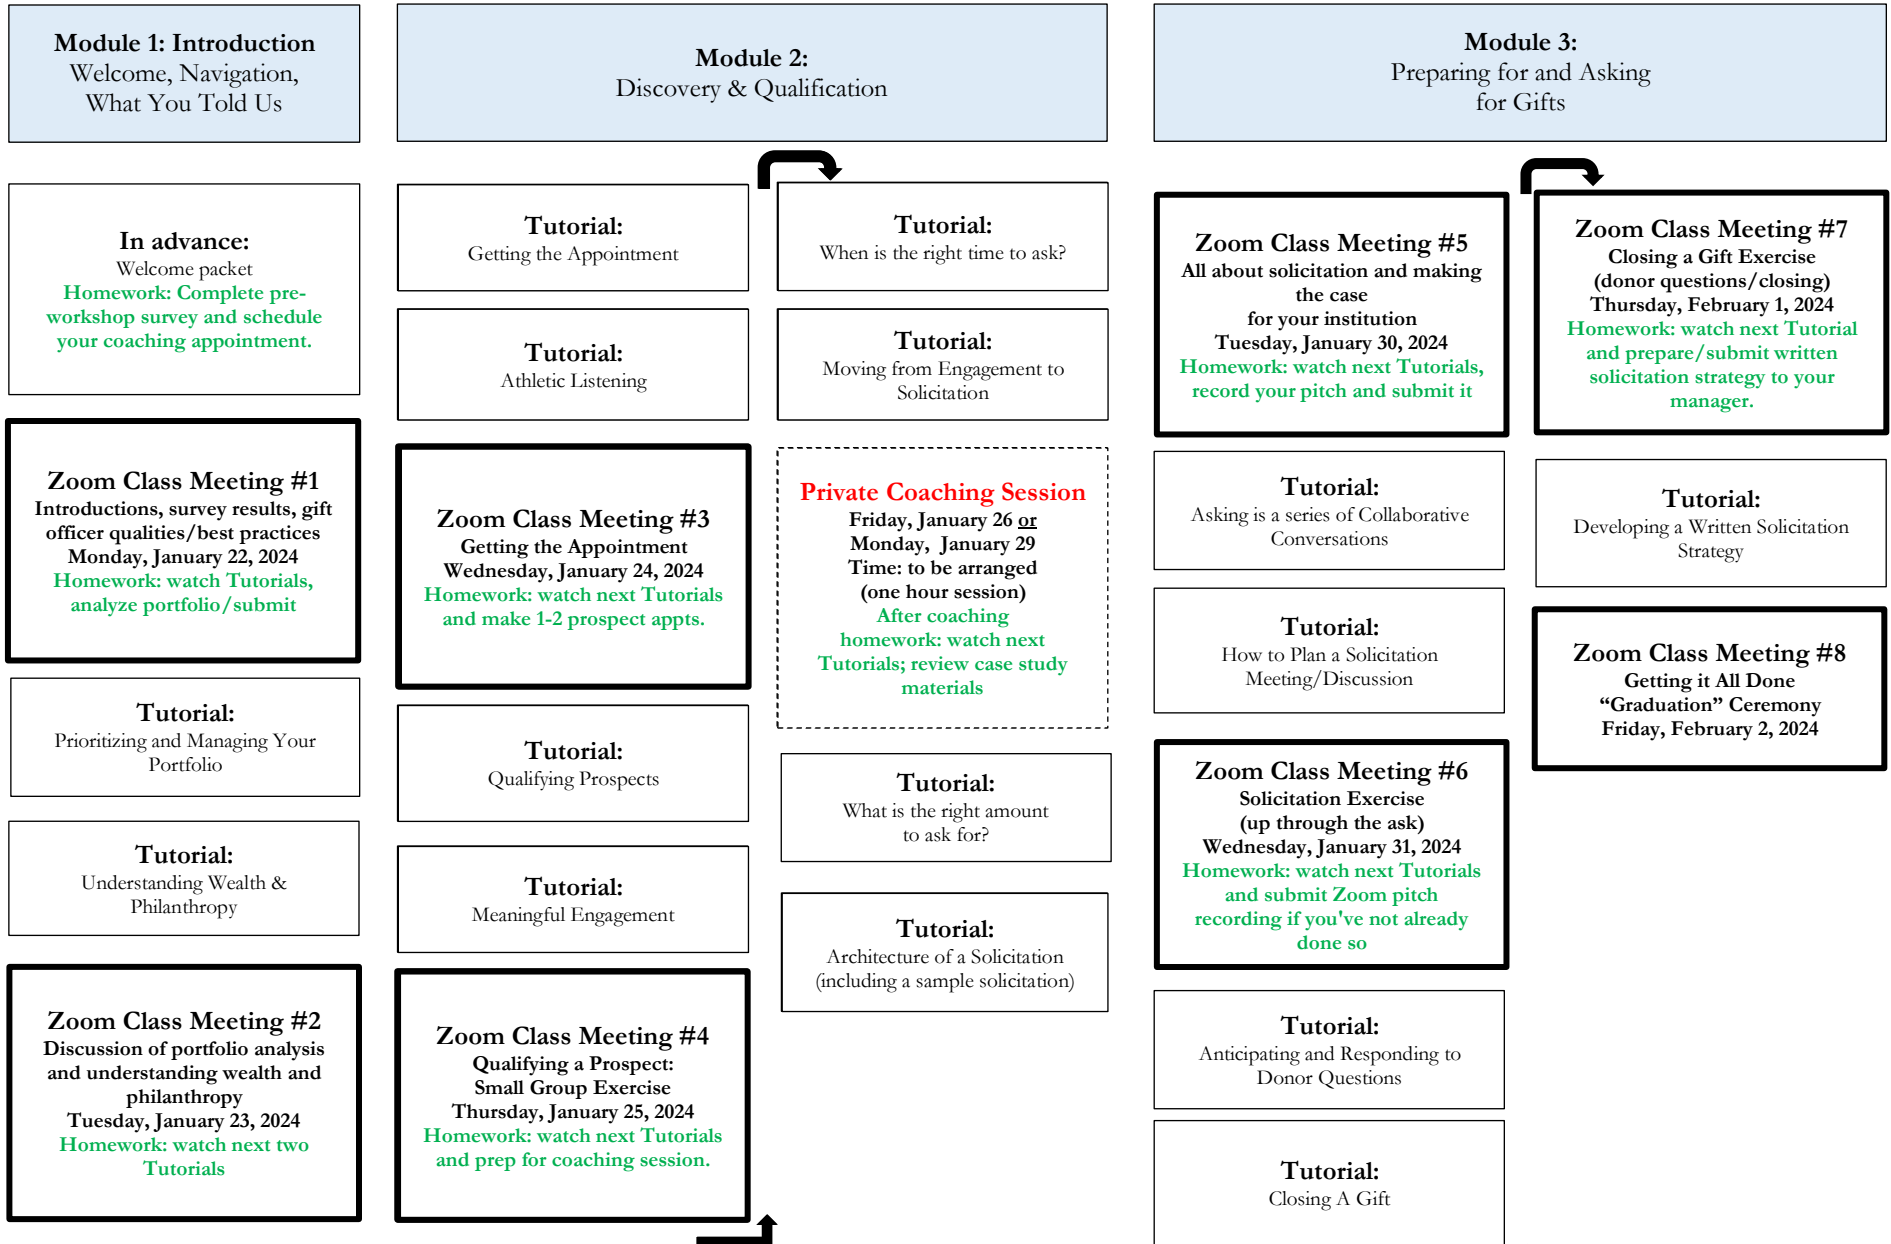 Module 1: Introduction
Welcome, Navigation,
What You Told Us
In advance:
Welcome packet
Homework: Complete pre-
workshop survey and schedule
your coaching appointment.
Zoom Class Meeting #1
Introductions, survey results, gift
officer qualities/best practices
Monday, January 22, 2024
Homework: watch Tutorials,
analyze portfolio/submit
Tutorial:
Prioritizing and Managing Your
Portfolio
Tutorial:
Understanding Wealth &
Philanthropy
Zoom Class Meeting #2
Discussion of portfolio analysis
and understanding wealth and
philanthropy
Tuesday, January 23, 2024
Homework: watch next two
Tutorials
Module 2:
Discovery & Qualification
Tutorial:
Getting the Appointment
Tutorial:
Athletic Listening
Zoom Class Meeting #3
Getting the Appointment
Wednesday, January 24, 2024
Homework: watch next Tutorials
and make 1-2 prospect appts.
Tutorial:
Qualifying Prospects
Tutorial:
Meaningful Engagement
Zoom Class Meeting #4
Qualifying a Prospect:
Small Group Exercise
Thursday, January 25, 2024
Homework: watch next Tutorials
and prep for coaching session.
Tutorial:
When is the right time to ask?
Tutorial:
Moving from Engagement to
Solicitation
Private Coaching Session
Friday, January 26 or
Monday, January 29
Time: to be arranged
(one hour session)
After coaching
homework: watch next
Tutorials; review case study
materials
Tutorial:
What is the right amount
to ask for?
Tutorial:
Architecture of a Solicitation
(including a sample solicitation)
Module 3:
Preparing for and Asking
for Gifts
Zoom Class Meeting #5
All about solicitation and making
the case
for your institution
Tuesday, January 30, 2024
Homework: watch next Tutorials,
record your pitch and submit it
Tutorial:
Asking is a series of Collaborative
Conversations
Tutorial:
How to Plan a Solicitation
Meeting/Discussion
Zoom Class Meeting #6
Solicitation Exercise
(up through the ask)
Wednesday, January 31, 2024
Homework: watch next Tutorials
and submit Zoom pitch
recording if you've not already
done so
Tutorial:
Anticipating and Responding to
Donor Questions
Tutorial:
Closing A Gift
Zoom Class Meeting #7
Closing a Gift Exercise
(donor questions/closing)
Thursday, February 1, 2024
Homework: watch next Tutorial
and prepare/submit written
solicitation strategy to your
manager.
Tutorial:
Developing a Written Solicitation
Strategy
Zoom Class Meeting #8
Getting it All Done
“Graduation” Ceremony
Friday, February 2, 2024